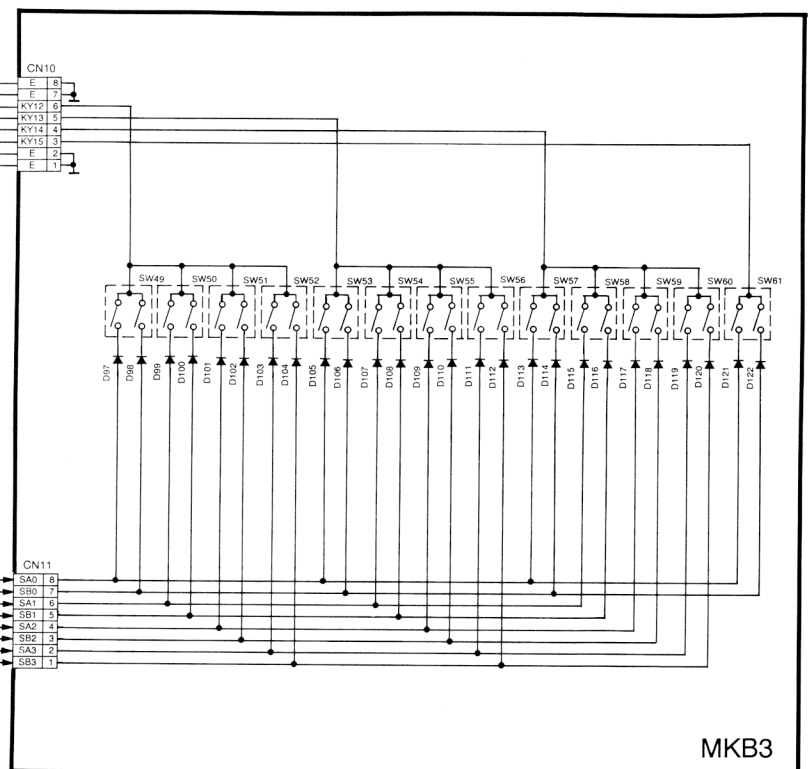 CN10
E 8
E 7
KY12 6
KY13 5
KY14 4
KY15 3
E 2
E 1
SW49 SW50 SW51 SW52 SW53 SW54 SW55 SW56 SW57 SW58 SW59 SW60 SW61
D97 D98 D99 D100 D101 D102 D103 D104 D105 D106 D107 D108 D109 D110 D111 D112 D113 D114 D115 D116 D117 D118 D119 D120 D121 D122
CN11
SA0 8
SB0 7
SA1 6
SB1 5
SA2 4
SB2 3
SA3 2
SB3 1
MKB3